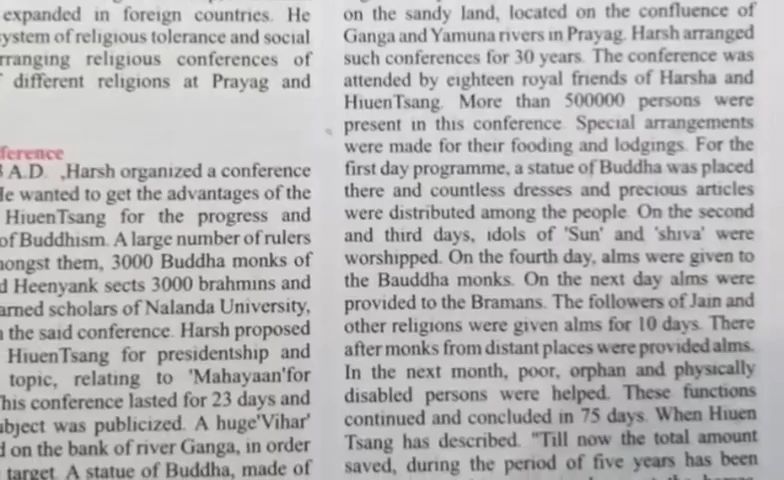 expanded in foreign countries. He
system of religious tolerance and social
rranging religious conferences of
different religions at Prayag and
ference
A.D. ,Harsh organized a conference
He wanted to get the advantages of the
HiuenTsang for the progress and
of Buddhism. A large number of rulers
mongst them, 3000 Buddha monks of
d Heenyank sects 3000 brahmins and
arned scholars of Nalanda University,
the said conference. Harsh proposed
HiuenTsang for presidentship and
topic, relating to 'Mahayaan'for
This conference lasted for 23 days and
ubject was publicized. A huge'Vihar'
d on the bank of river Ganga, in order
target. A statue of Buddha, made of
on the sandy land, located on the confluence of
Ganga and Yamuna rivers in Prayag. Harsh arranged
such conferences for 30 years. The conference was
attended by eighteen royal friends of Harsha and
HiuenTsang. More than 500000 persons were
present in this conference. Special arrangements
were made for their fooding and lodgings. For the
first day programme, a statue of Buddha was placed
there and countless dresses and precious articles
were distributed among the people. On the second
and third days, idols of 'Sun' and 'shiva' were
worshipped. On the fourth day, alms were given to
the Bauddha monks. On the next day alms were
provided to the Bramans. The followers of Jain and
other religions were given alms for 10 days. There
after monks from distant places were provided alms.
In the next month, poor, orphan and physically
disabled persons were helped. These functions
continued and concluded in 75 days. When Hiuen
Tsang has described. "Till now the total amount
saved, during the period of five years has been